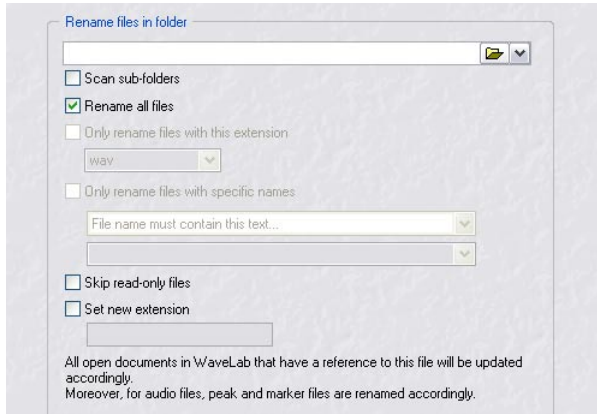 Rename files in folder
Scan sub-folders
Rename all files
Only rename files with this extension
wav
Only rename files with specific names
File name must contain this text...
Skip read-only files
Set new extension
All open documents in WaveLab that have a reference to this file will be updated
accordingly.
Moreover, for audio files, peak and marker files are renamed accordingly.